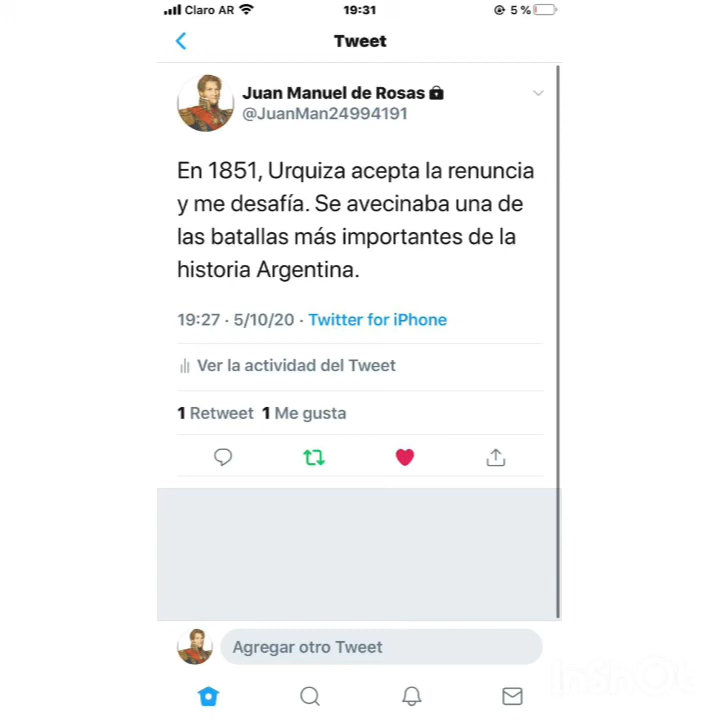 Claro AR 19:31 5 %
Tweet
Juan Manuel de Rosas
@JuanMan24994191
En 1851, Urquiza acepta la renuncia
y me desafía. Se avecinaba una de
las batallas más importantes de la
historia Argentina.
19:27 · 5/10/20 · Twitter for iPhone
Ver la actividad del Tweet
1 Retweet 1 Me gusta
Agregar otro Tweet
InShOt